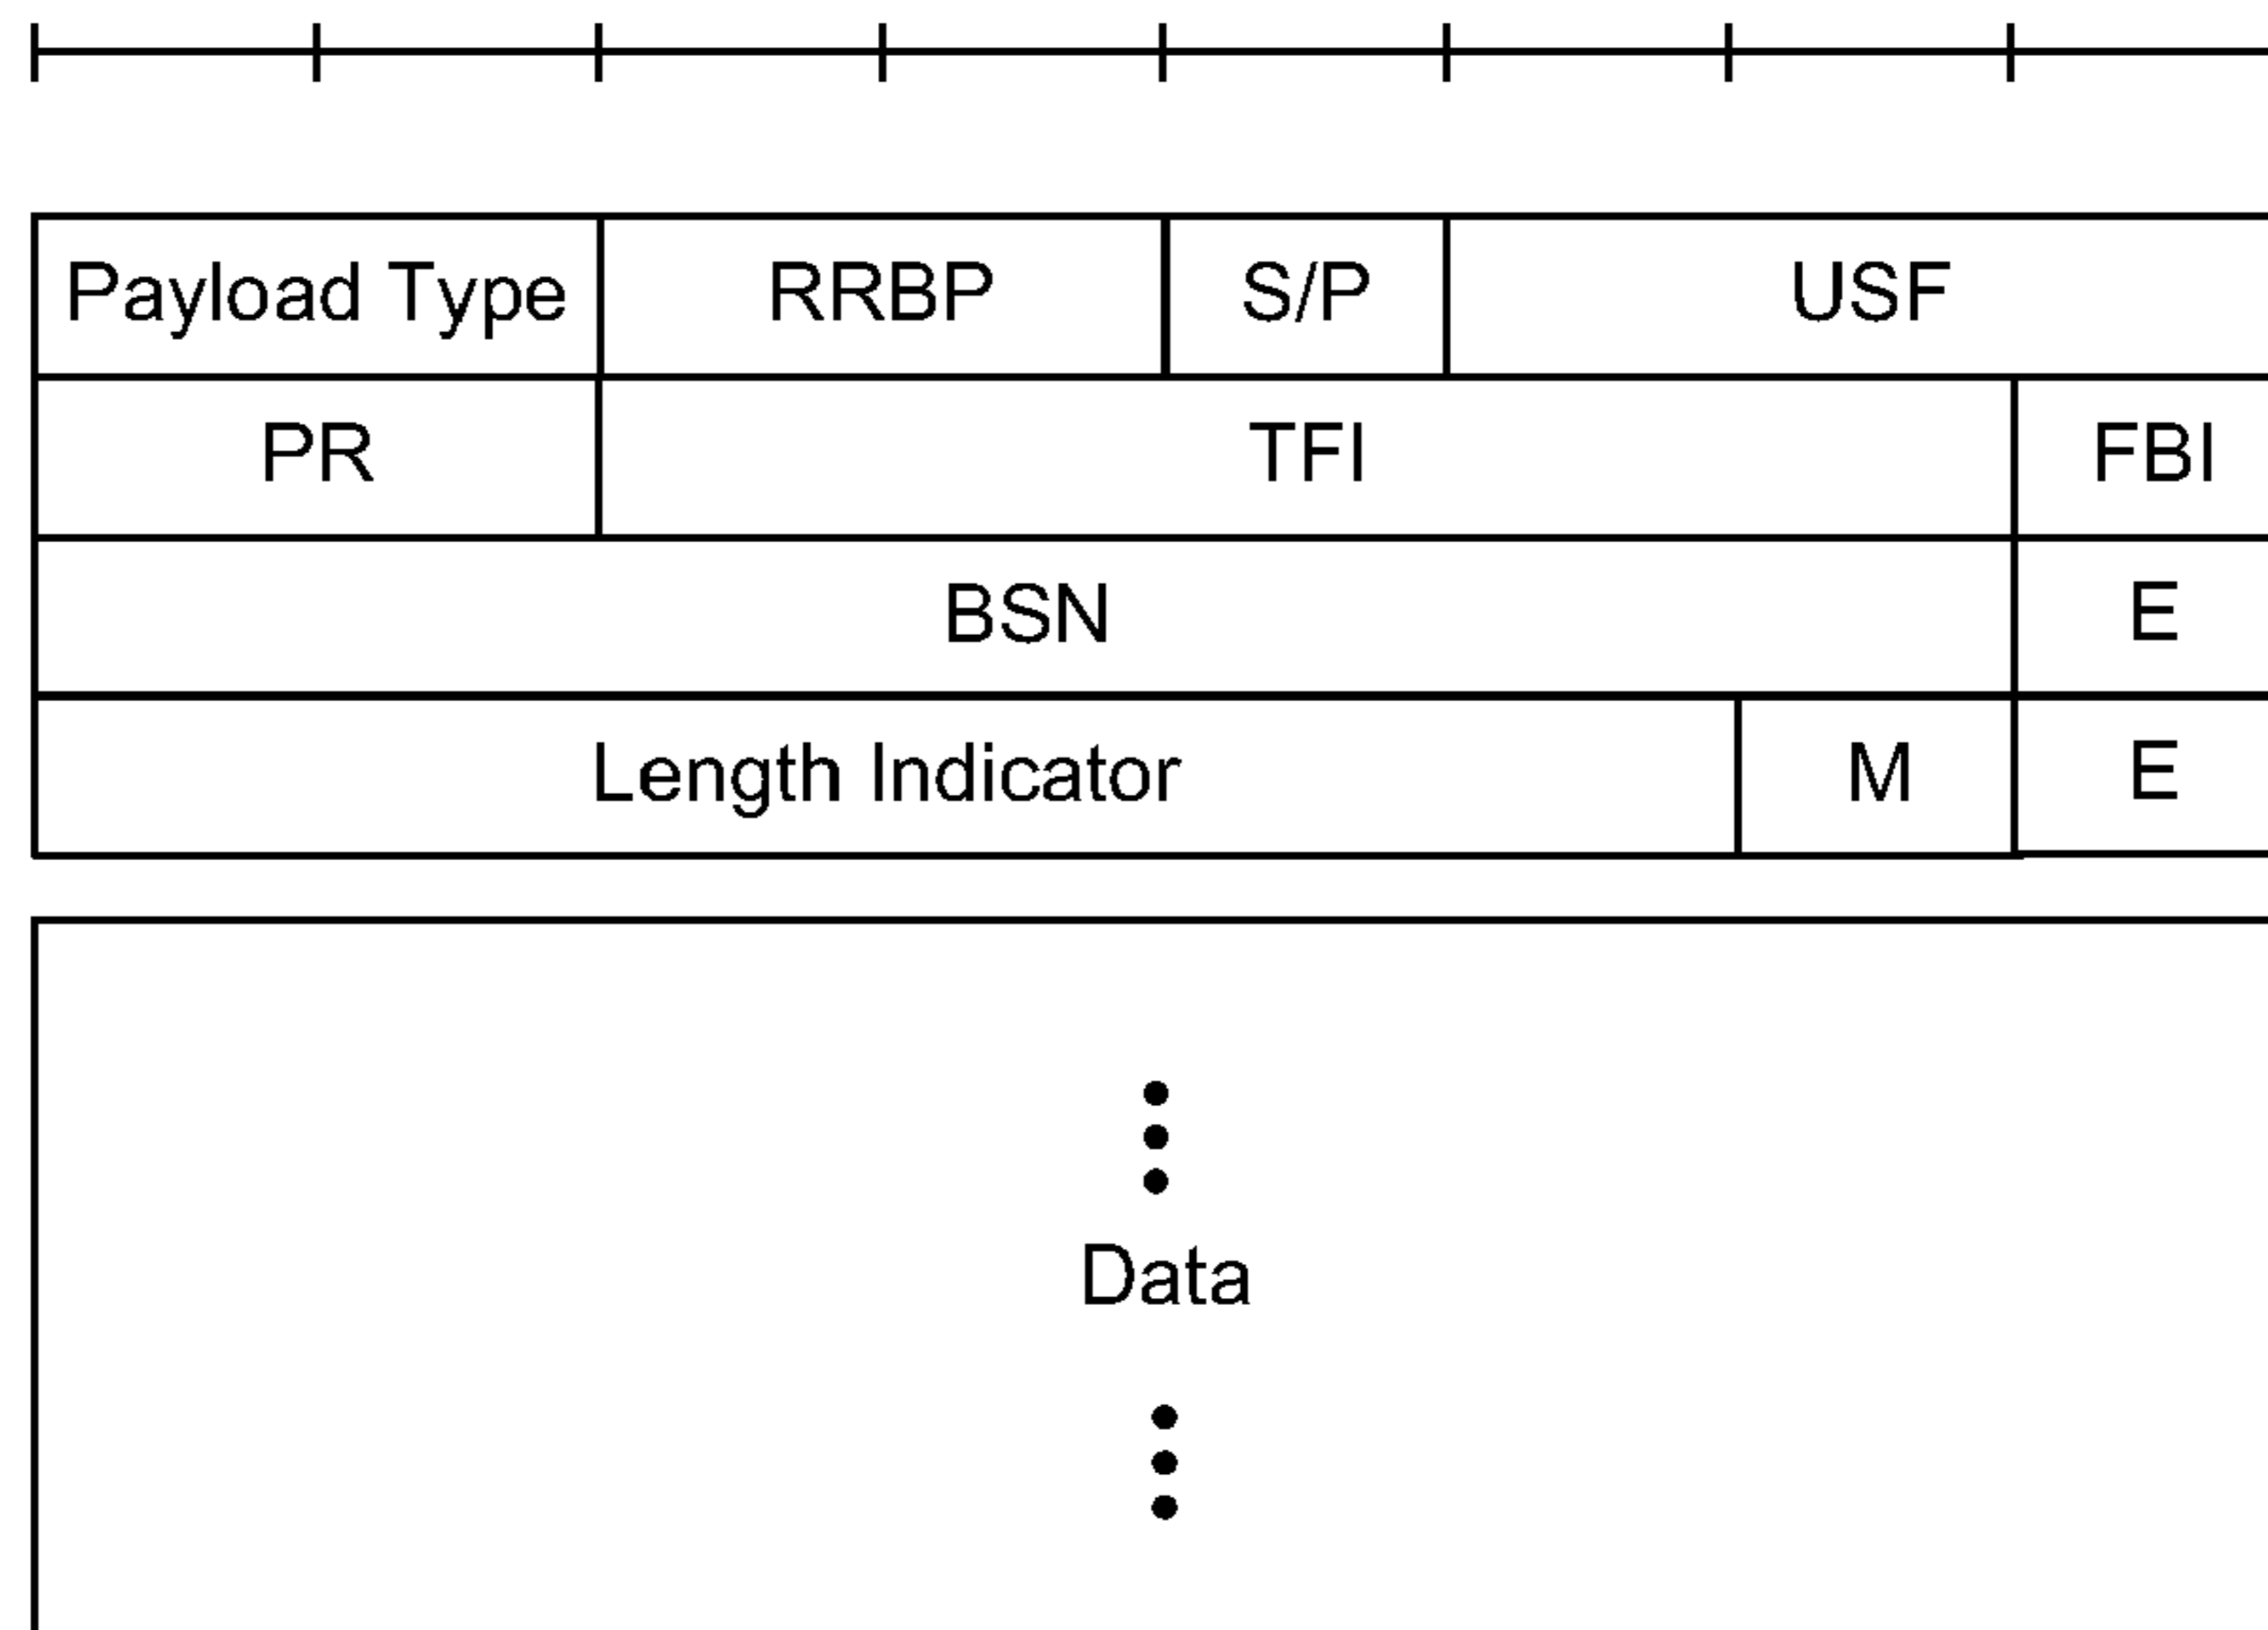 Payload Type RRBP S/P USF
PR TFI FBI
BSN E
Length Indicator M E
Data